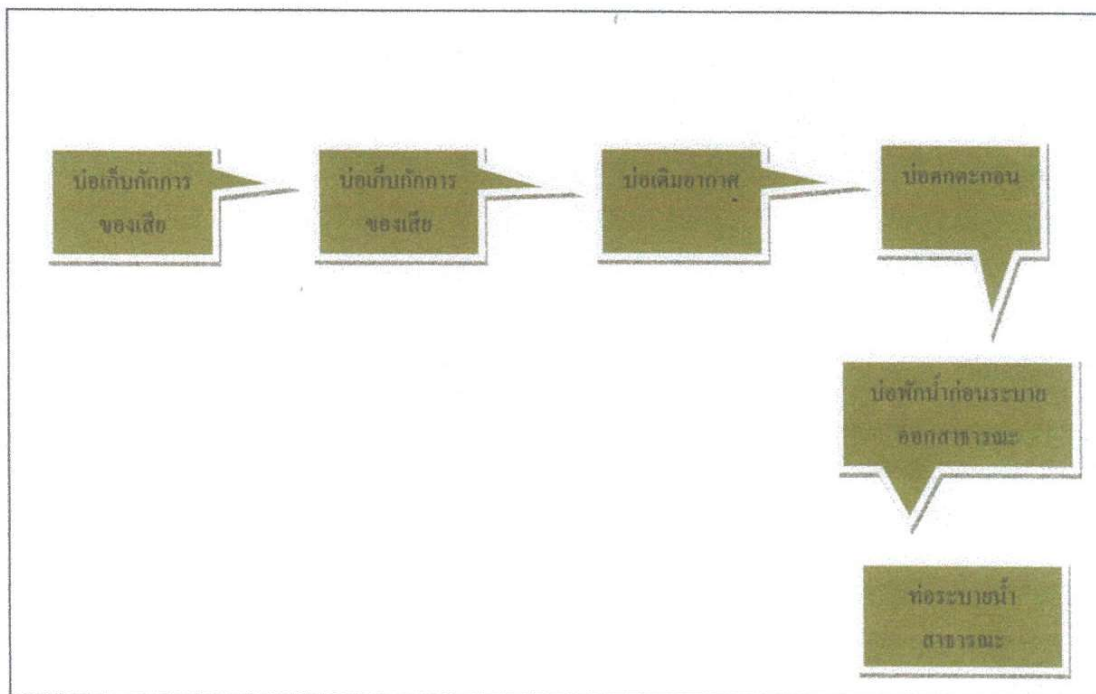 บ่อเก็บกักการ
ของเสีย
บ่อเก็บกักการ
ของเสีย
บ่อเติมอากาศ
บ่อตกตะกอน
บ่อพักน้ำก่อนระบาย
ออกสาธารณะ
ท่อระบายน้ำ
สาธารณะ